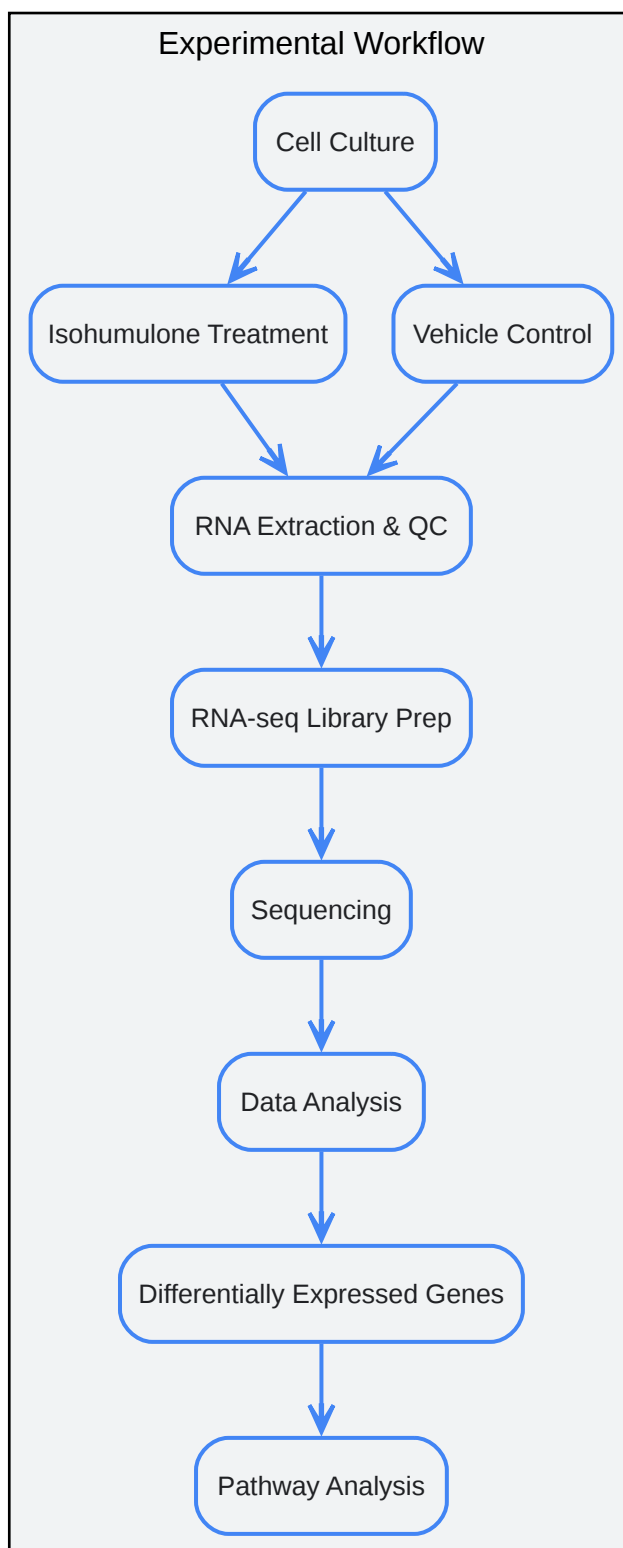 Experimental Workflow
Cell Culture
Isohumulone Treatment
Vehicle Control
RNA Extraction & QC
RNA-seq Library Prep
Sequencing
Data Analysis
Differentially Expressed Genes
Pathway Analysis